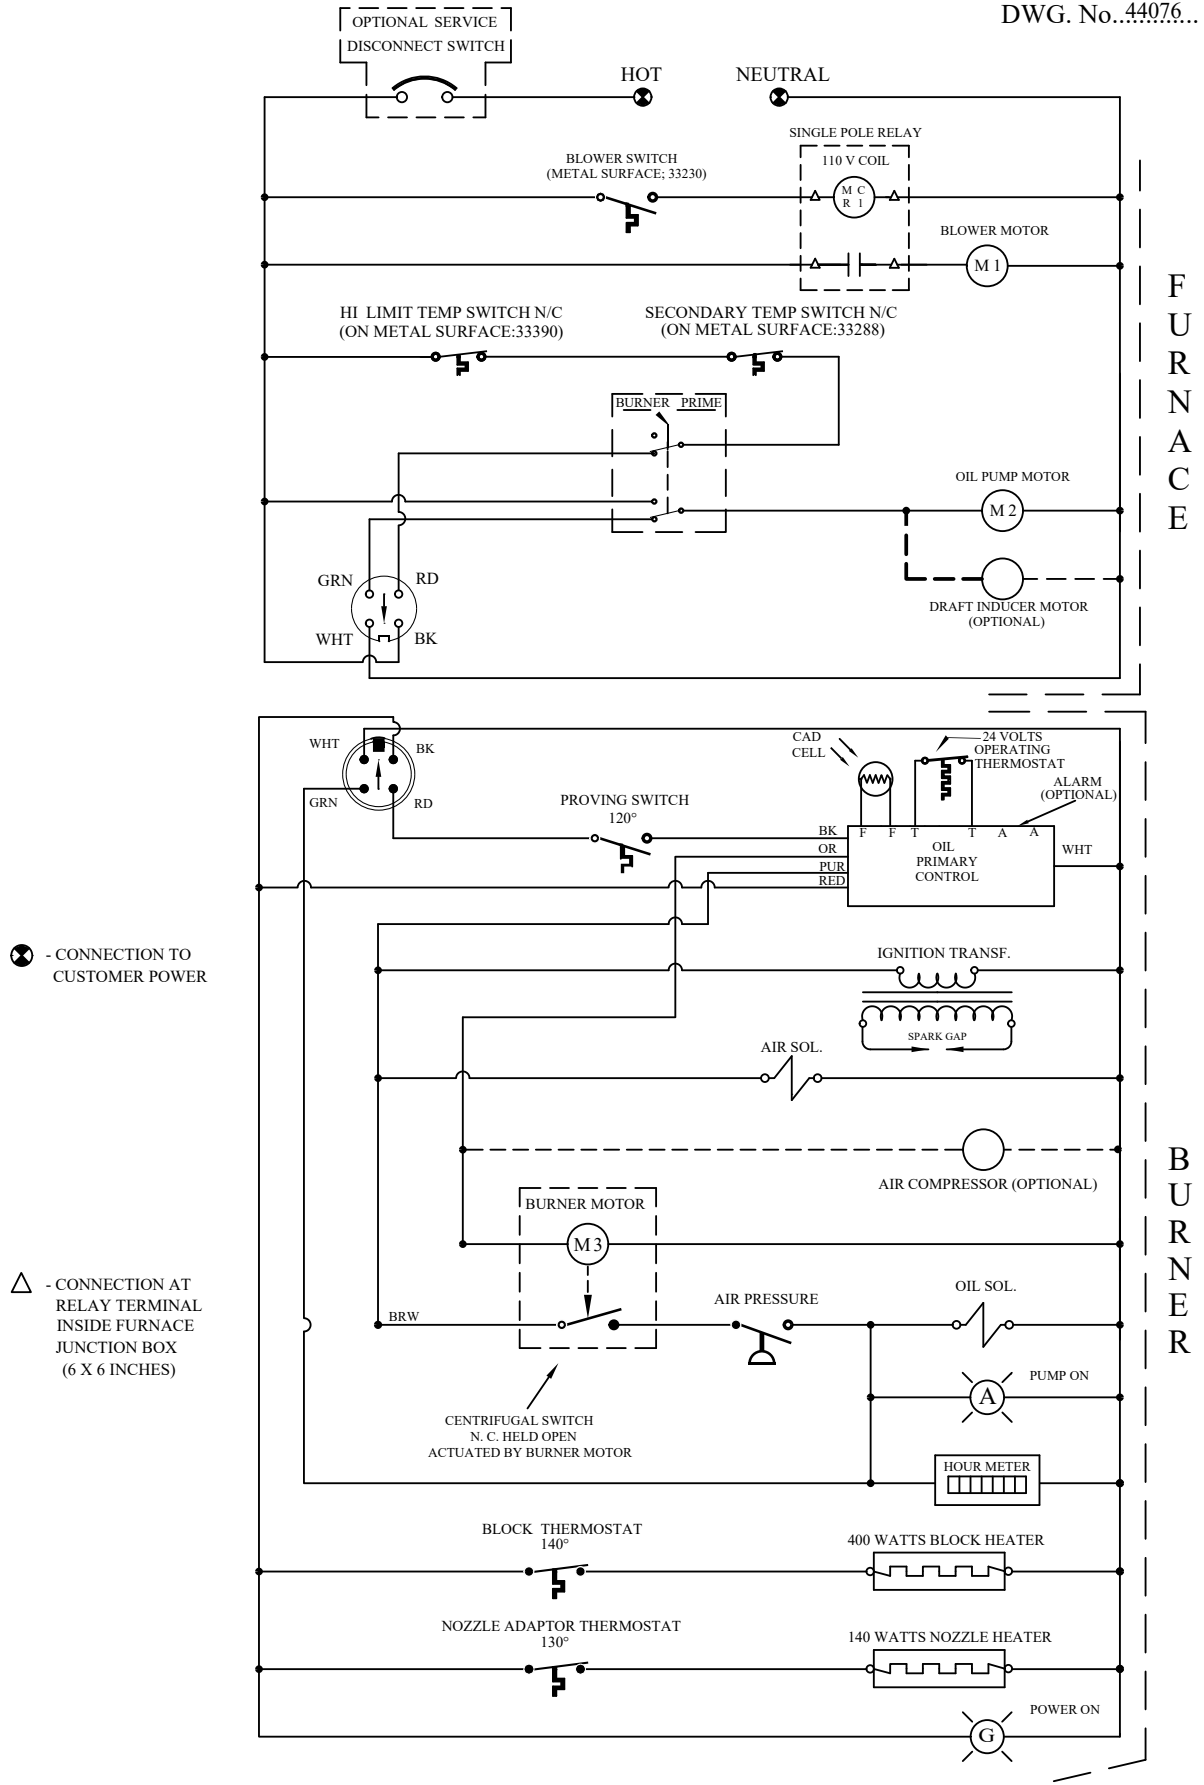 DWG. No..44076...
OPTIONAL SERVICE
DISCONNECT SWITCH
HOT
NEUTRAL
SINGLE POLE RELAY
110 V COIL
BLOWER SWITCH
(METAL SURFACE; 33230)
M C
R 1
BLOWER MOTOR
M 1
HI LIMIT TEMP SWITCH N/C
(ON METAL SURFACE:33390)
SECONDARY TEMP SWITCH N/C
(ON METAL SURFACE:33288)
BURNER PRIME
OIL PUMP MOTOR
M 2
DRAFT INDUCER MOTOR
(OPTIONAL)
GRN
RD
WHT
BK
FURNACE
WHT
BK
GRN
RD
CAD
CELL
24 VOLTS
OPERATING
THERMOSTAT
ALARM
(OPTIONAL)
PROVING SWITCH
120°
BK
OR
PUR
RED
F F T T A A
OIL
PRIMARY
CONTROL
WHT
- CONNECTION TO
CUSTOMER POWER
IGNITION TRANSF.
SPARK GAP
AIR SOL.
AIR COMPRESSOR (OPTIONAL)
BURNER MOTOR
M 3
BRW
AIR PRESSURE
OIL SOL.
- CONNECTION AT
RELAY TERMINAL
INSIDE FURNACE
JUNCTION BOX
(6 X 6 INCHES)
PUMP ON
A
CENTRIFUGAL SWITCH
N. C. HELD OPEN
ACTUATED BY BURNER MOTOR
HOUR METER
BURNER
BLOCK THERMOSTAT
140°
400 WATTS BLOCK HEATER
NOZZLE ADAPTOR THERMOSTAT
130°
140 WATTS NOZZLE HEATER
POWER ON
G